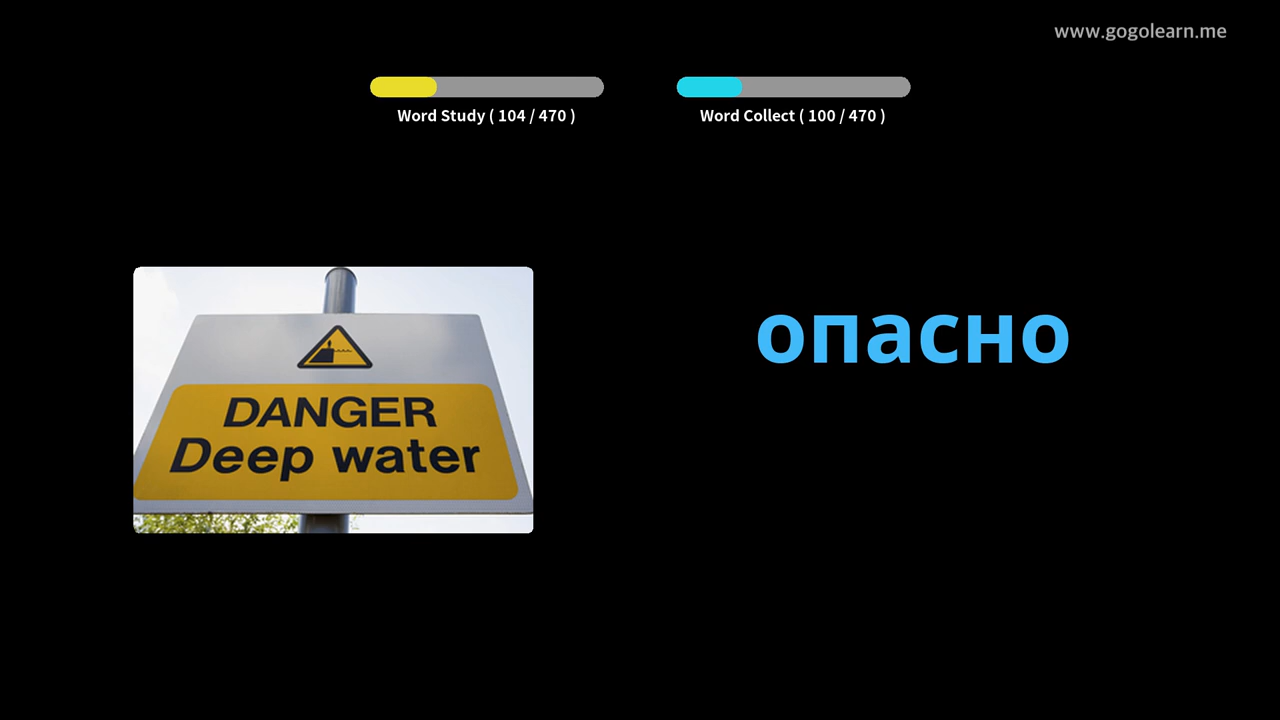 www.gogolearn.me
Word Study ( 104 / 470 )
Word Collect ( 100 / 470 )
опасно
DANGER
Deep water